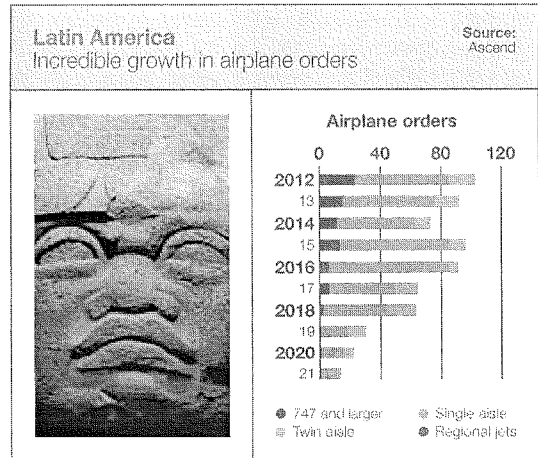 Latin America
Incredible growth in airplane orders
Source:
Ascend
Airplane orders
0 40 80 120
2012
13
2014
15
2016
17
2018
19
2020
21
747 and larger
Single aisle
Twin aisle
Regional jets